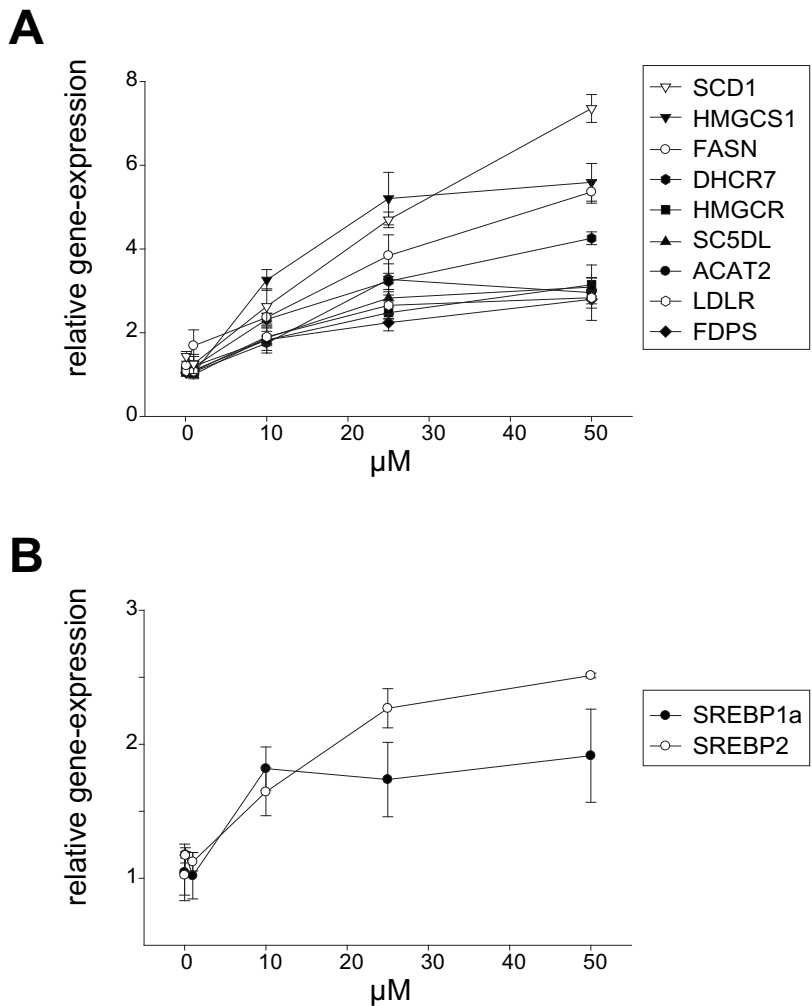 A
relative gene-expression
8
6
4
2
0
0 10 20 30 40 50
µM
SCD1
HMGCS1
FASN
DHCR7
HMGCR
SC5DL
ACAT2
LDLR
FDPS
B
relative gene-expression
3
2
1
0 10 20 30 40 50
µM
SREBP1a
SREBP2